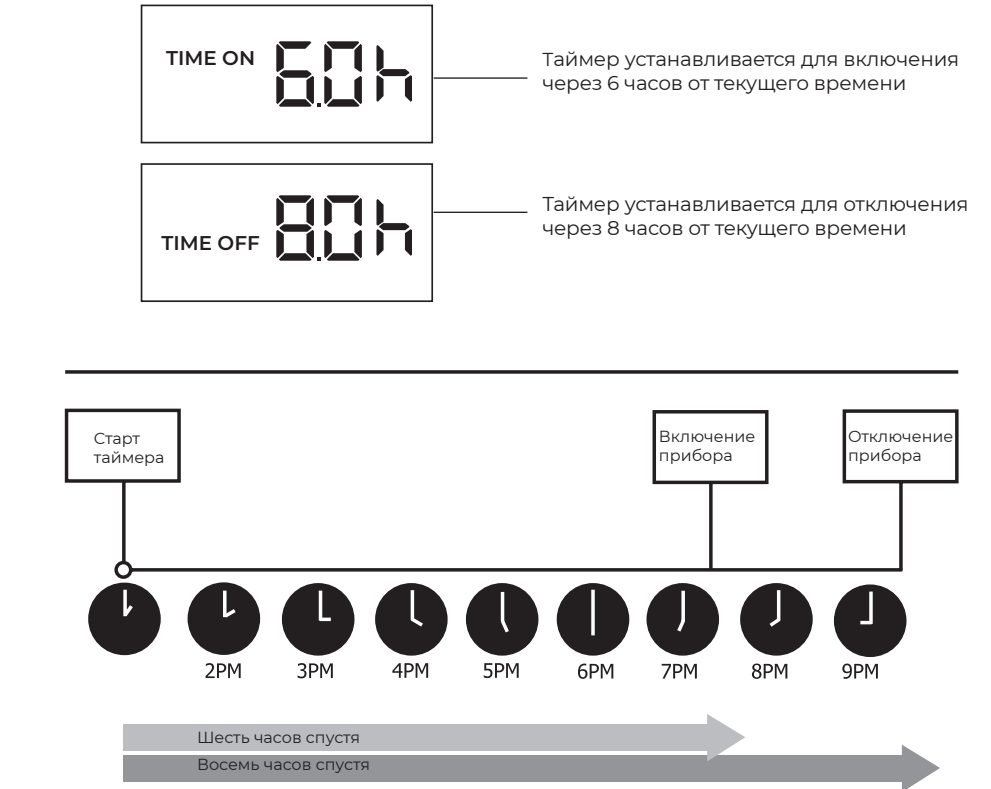 TIME ON 6.0h
Таймер устанавливается для включения
через 6 часов от текущего времени
TIME OFF 8.0h
Таймер устанавливается для отключения
через 8 часов от текущего времени
Старт
таймера
Включение
прибора
Отключение
прибора
2PM 3PM 4PM 5PM 6PM 7PM 8PM 9PM
Шесть часов спустя
Восемь часов спустя